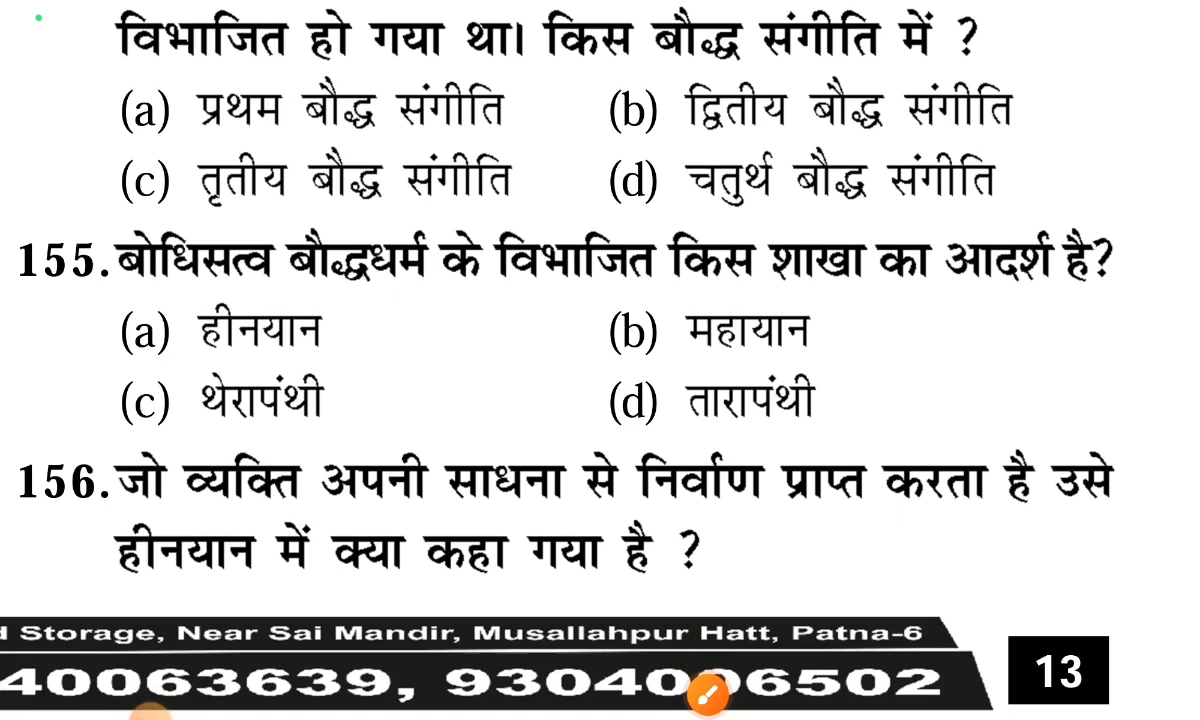 विभाजित हो गया था। किस बौद्ध संगीति में ?
(a) प्रथम बौद्ध संगीति (b) द्वितीय बौद्ध संगीति
(c) तृतीय बौद्ध संगीति (d) चतुर्थ बौद्ध संगीति
155. बोधिसत्व बौद्धधर्म के विभाजित किस शाखा का आदर्श है?
(a) हीनयान (b) महायान
(c) थेरापंथी (d) तारापंथी
156. जो व्यक्ति अपनी साधना से निर्वाण प्राप्त करता है उसे
हीनयान में क्या कहा गया है ?
Storage, Near Sai Mandir, Musallahpur Hatt, Patna-6
40063639,
13